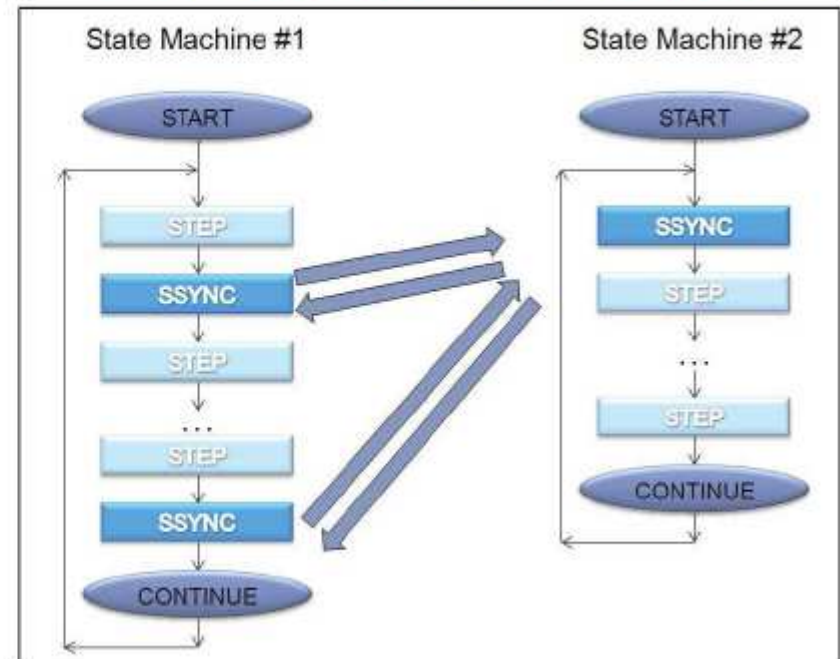 State Machine #1
START
STEP
SSYNC
STEP
...
STEP
SSYNC
CONTINUE
State Machine #2
START
SSYNC
STEP
...
STEP
CONTINUE